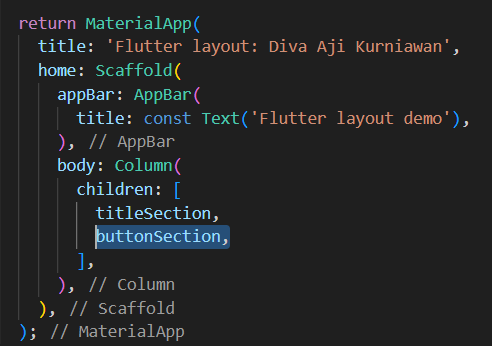 return MaterialApp(
title: 'Flutter layout: Diva Aji Kurniawan',
home: Scaffold(
appBar: AppBar(
title: const Text('Flutter layout demo'),
), // AppBar
body: Column(
children: [
titleSection,
buttonSection,
],
), // Column
), // Scaffold
); // MaterialApp